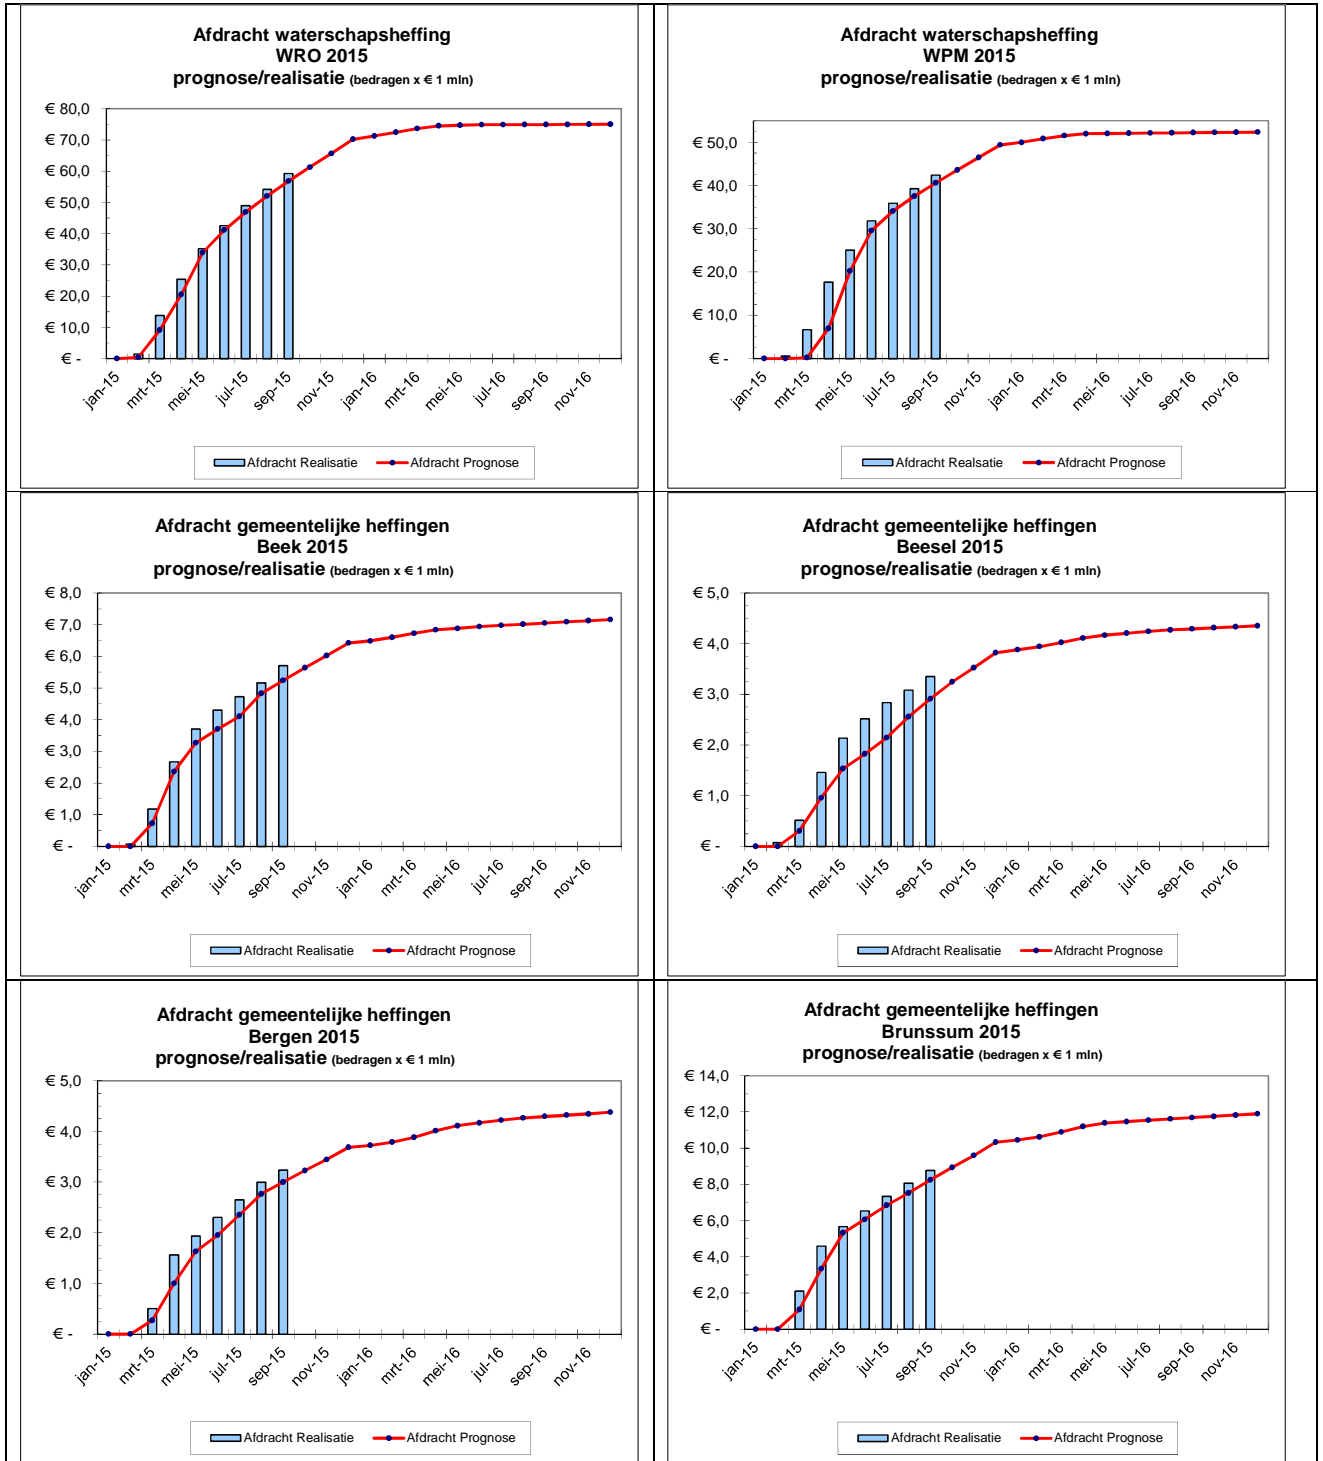 Afdracht waterschapsheffing
WRO 2015
prognose/realisatie (bedragen x € 1 mln)
€ 80,0
€ 70,0
€ 60,0
€ 50,0
€ 40,0
€ 30,0
€ 20,0
€ 10,0
€ -
jan-15 mrt-15 mei-15 jul-15 sep-15 nov-15 jan-16 mrt-16 mei-16 jul-16 sep-16 nov-16
Afdracht Realisatie Afdracht Prognose
Afdracht waterschapsheffing
WPM 2015
prognose/realisatie (bedragen x € 1 mln)
€ 50,0
€ 40,0
€ 30,0
€ 20,0
€ 10,0
€ -
jan-15 mrt-15 mei-15 jul-15 sep-15 nov-15 jan-16 mrt-16 mei-16 jul-16 sep-16 nov-16
Afdracht Realisatie Afdracht Prognose
Afdracht gemeentelijke heffingen
Beek 2015
prognose/realisatie (bedragen x € 1 mln)
€ 8,0
€ 7,0
€ 6,0
€ 5,0
€ 4,0
€ 3,0
€ 2,0
€ 1,0
€ -
jan-15 mrt-15 mei-15 jul-15 sep-15 nov-15 jan-16 mrt-16 mei-16 jul-16 sep-16 nov-16
Afdracht Realisatie Afdracht Prognose
Afdracht gemeentelijke heffingen
Beesel 2015
prognose/realisatie (bedragen x € 1 mln)
€ 5,0
€ 4,0
€ 3,0
€ 2,0
€ 1,0
€ -
jan-15 mrt-15 mei-15 jul-15 sep-15 nov-15 jan-16 mrt-16 mei-16 jul-16 sep-16 nov-16
Afdracht Realisatie Afdracht Prognose
Afdracht gemeentelijke heffingen
Bergen 2015
prognose/realisatie (bedragen x € 1 mln)
€ 5,0
€ 4,0
€ 3,0
€ 2,0
€ 1,0
€ -
jan-15 mrt-15 mei-15 jul-15 sep-15 nov-15 jan-16 mrt-16 mei-16 jul-16 sep-16 nov-16
Afdracht Realisatie Afdracht Prognose
Afdracht gemeentelijke heffingen
Brunssum 2015
prognose/realisatie (bedragen x € 1 mln)
€ 14,0
€ 12,0
€ 10,0
€ 8,0
€ 6,0
€ 4,0
€ 2,0
€ -
jan-15 mrt-15 mei-15 jul-15 sep-15 nov-15 jan-16 mrt-16 mei-16 jul-16 sep-16 nov-16
Afdracht Realisatie Afdracht Prognose